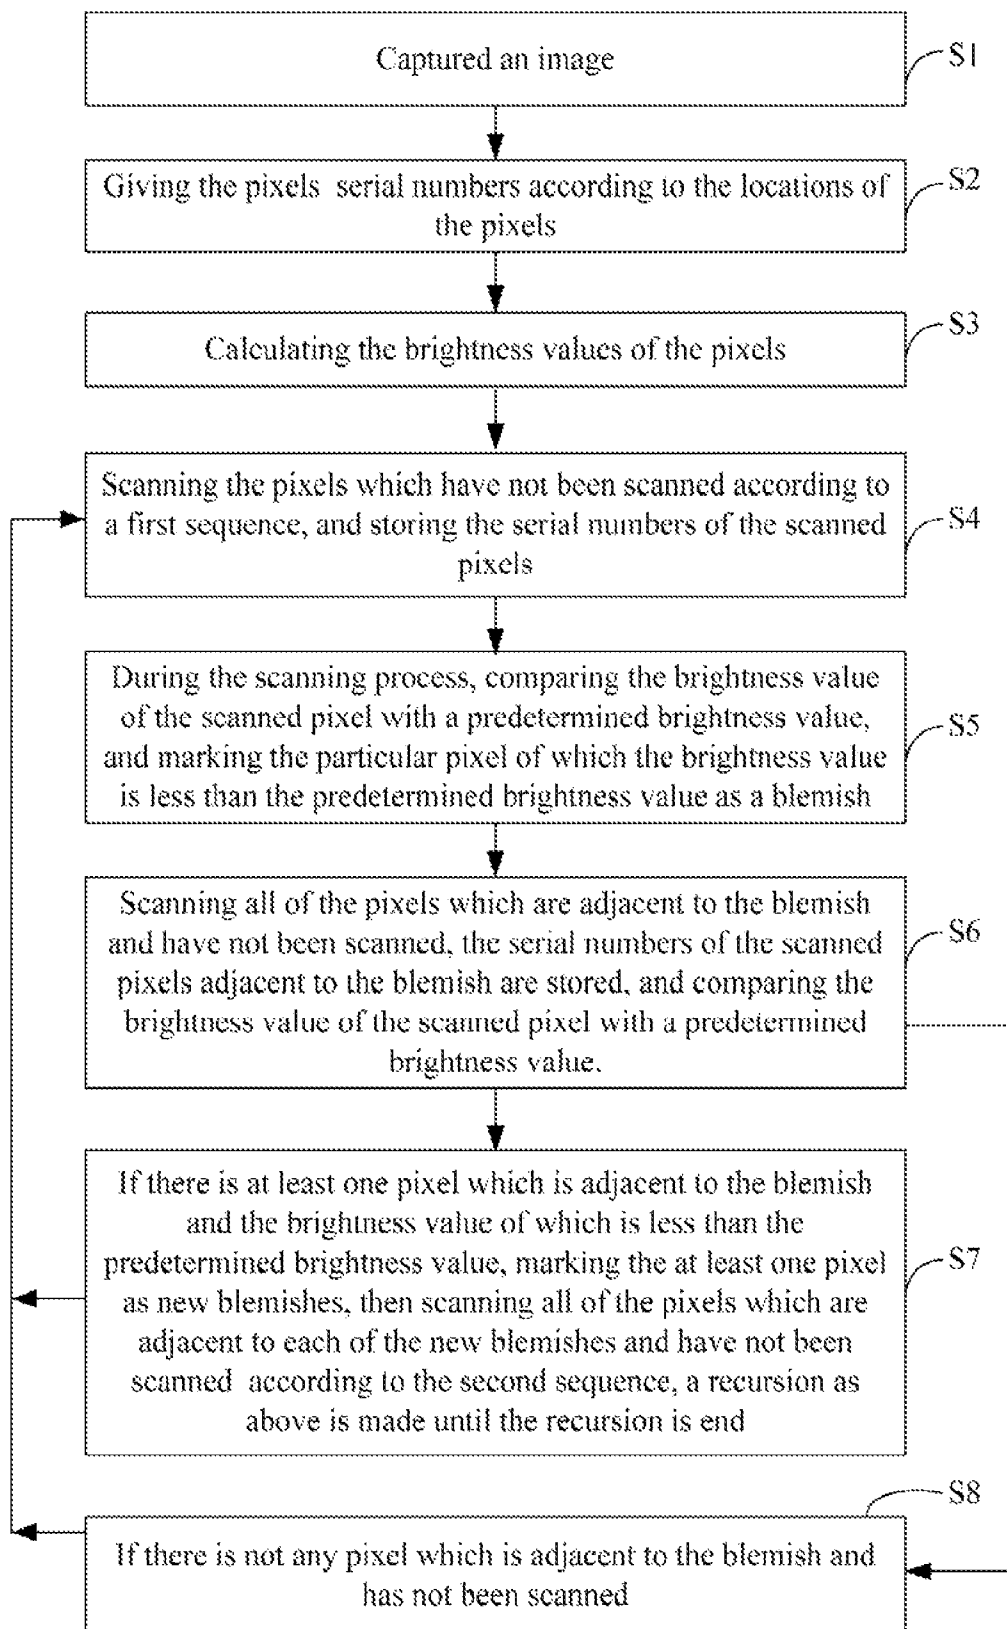 Captured an image
S1
Giving the pixels serial numbers according to the locations of
the pixels
S2
Calculating the brightness values of the pixels
S3
Scanning the pixels which have not been scanned according to
a first sequence, and storing the serial numbers of the scanned
pixels
S4
During the scanning process, comparing the brightness value
of the scanned pixel with a predetermined brightness value,
and marking the particular pixel of which the brightness value
is less than the predetermined brightness value as a blemish
S5
Scanning all of the pixels which are adjacent to the blemish
and have not been scanned, the serial numbers of the scanned
pixels adjacent to the blemish are stored, and comparing the
brightness value of the scanned pixel with a predetermined
brightness value.
S6
If there is at least one pixel which is adjacent to the blemish
and the brightness value of which is less than the
predetermined brightness value, marking the at least one pixel
as new blemishes, then scanning all of the pixels which are
adjacent to each of the new blemishes and have not been
scanned according to the second sequence, a recursion as
above is made until the recursion is end
S7
S8
If there is not any pixel which is adjacent to the blemish and
has not been scanned